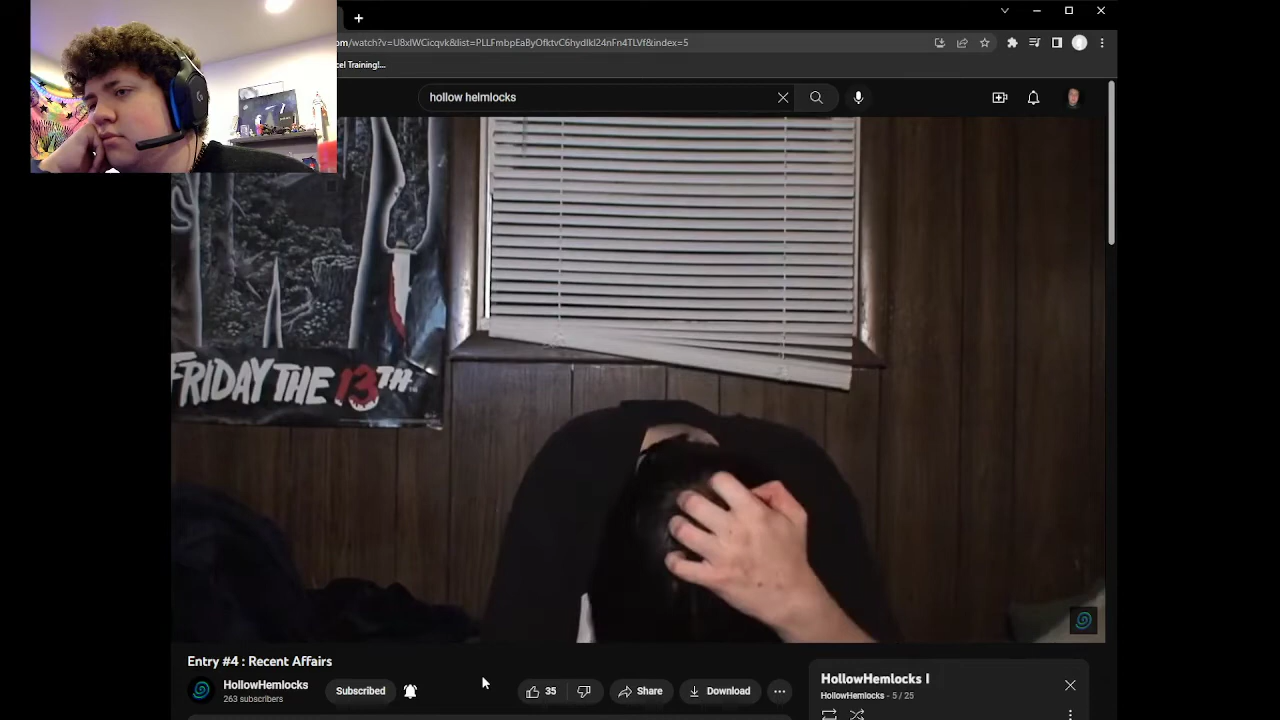 om/watch?v=U8xlWCicqvk&list=PLLFmbpEaByOfktvC6hydlkl24nFn4TLVf&index=5
cel Training!...
hollow helmlocks
FRIDAY THE 13TH
Entry #4 : Recent Affairs
HollowHemlocks
263 subscribers
Subscribed
35
Share
Download
HollowHemlocks I
HollowHemlocks - 5 / 25